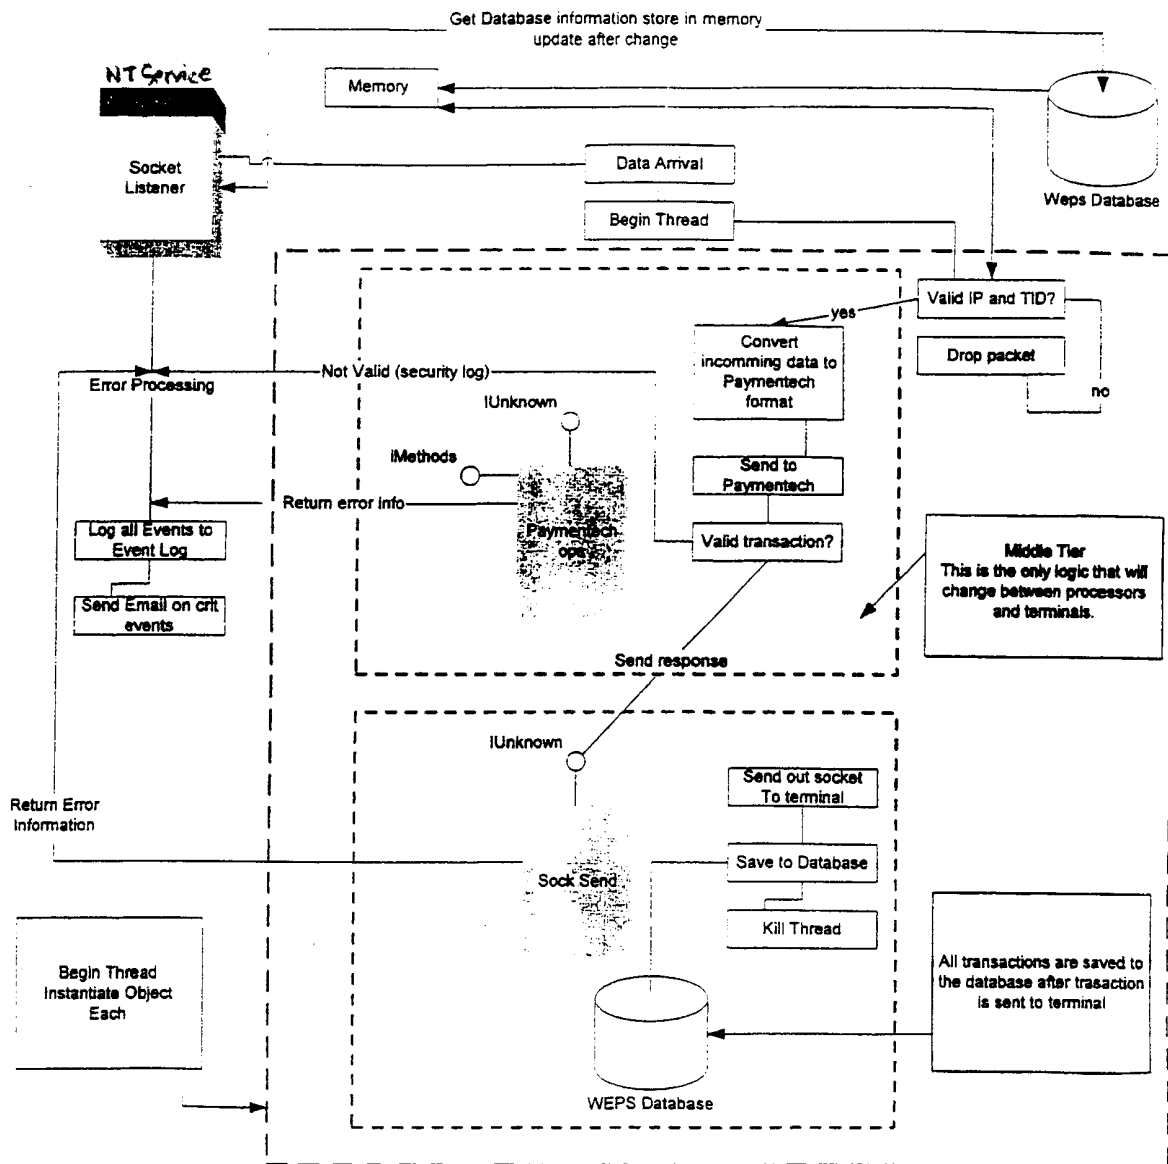 Get Database information store in memory
update after change
NT Service
Memory
Socket
Listener
Data Arrival
Weps Database
Begin Thread
Valid IP and TID?
yes
Convert
incomming data to
Paymentech
format
Drop packet
no
Not Valid (security log)
Error Processing
IUnknown
iMethods
Send to
Paymentech
Return error info
Paymentech
ops
Valid transaction?
Log all Events to
Event Log
Middle Tier
This is the only logic that will
change between processors
and terminals.
Send Email on crit
events
Send response
IUnknown
Send out socket
To terminal
Return Error
Information
Save to Database
Sock Send
Kill Thread
Begin Thread
Instantiate Object
Each
All transactions are saved to
the database after trasaction
is sent to terminal
WEPS Database